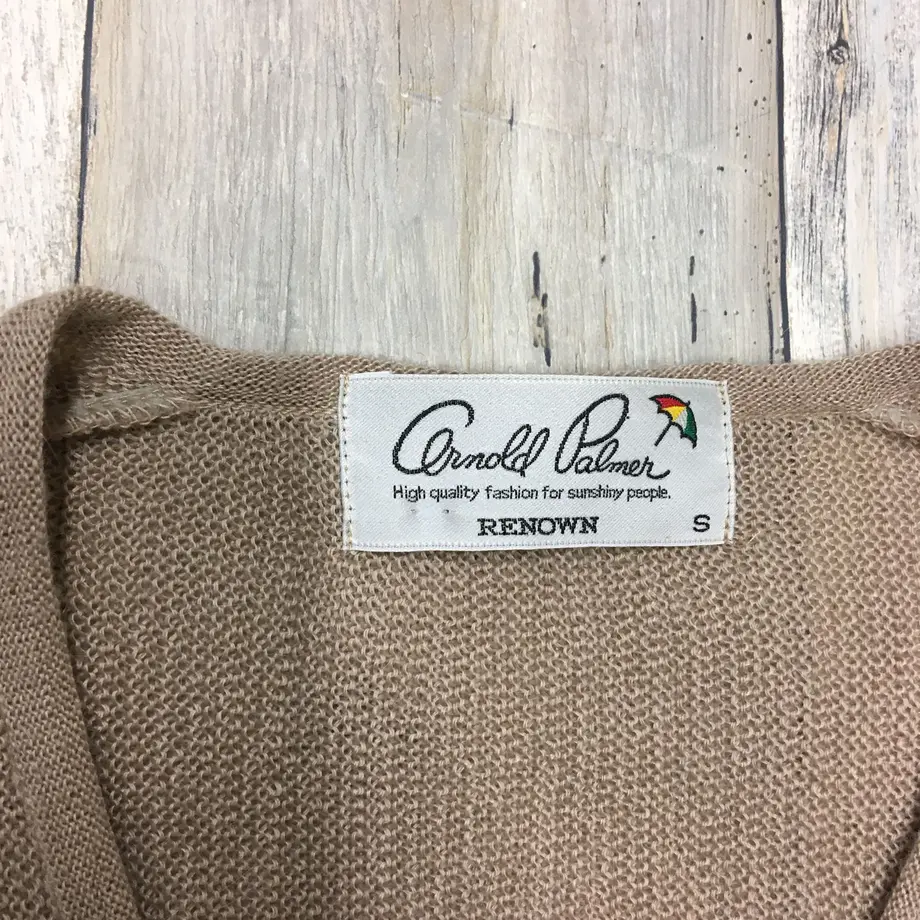 Arnold Palmer
High quality fashion for sunshiny people.
RENOWN S